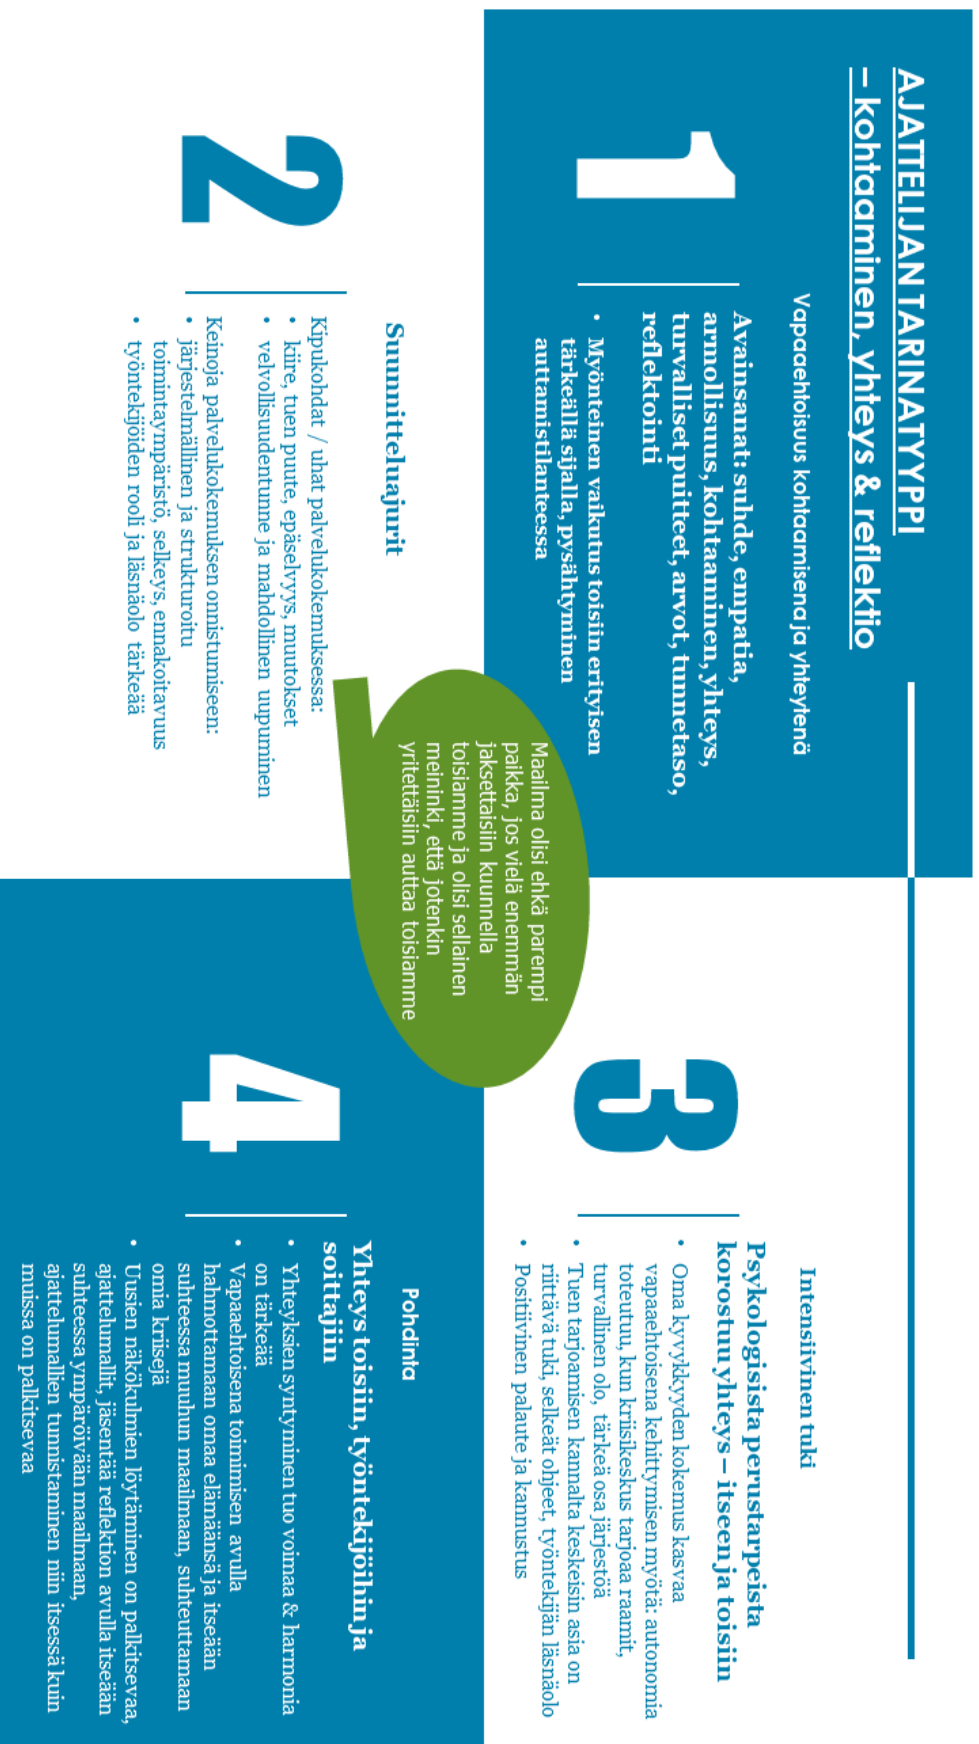 AJATTELIJAN TARINATYYPPI
– kohtaaminen, yhteys & reflektio
Vapaaehtoisuus kohtaamisena ja yhteytenä
1
Avainsanat: suhde, empatia,
armollisuus, kohtaaminen, yhteys,
turvalliset puitteet, arvot, tunnetaso,
reflektointi
• Myönteinen vaikutus toisiin erityisen
tärkeällä sijalla, pysähtyminen
auttamistilanteessa
2
Suunnitteluajurit
Kipukohdat / uhat palvelukokemuksessa:
• kiire, tuen puute, epäselvyys, muutokset
• velvollisuudentunne ja mahdollinen uupuminen
Keinoja palvelukokemuksen onnistumiseen:
• järjestelmällinen ja strukturoitu
toimintaympäristö, selkeys, ennakoitavuus
• työntekijöiden rooli ja läsnäolo tärkeää
Maailma olisi ehkä parempi
paikka, jos vielä enemmän
jaksettaisiin kuunnella
toisiamme ja olisi sellainen
meininki, että jotenkin
yritettäisiin auttaa toisiamme
3
Intensiivinen tuki
Psykologisista perustarpeista
korostuu yhteys – itseen ja toisiin
• Oma kyvykkyyden kokemus kasvaa
vapaaehtoisena kehittymisen myötä: autonomia
toteutuu, kun kriisikeskus tarjoaa raamit,
turvallinen olo, tärkeä osa järjestöä
• Tuen tarjoamisen kannalta keskeisin asia on
riittävä tuki, selkeät ohjeet, työntekijän läsnäolo
• Positiivinen palaute ja kannustus
4
Pohdinta
Yhteys toisiin, työntekijöihin ja
soittajiin
• Yhteyksien syntyminen tuo voimaa & harmonia
on tärkeää
• Vapaaehtoisena toimimisen avulla
hahmottamaan omaa elämäänsä ja itseään
suhteessa muuhun maailmaan, suhteuttamaan
omia kriisejä
• Uusien näkökulmien löytäminen on palkitsevaa,
ajattelumallit, jäsentää reflektion avulla itseään
suhteessa ympäröivään maailmaan,
ajattelumallien tunnistaminen niin itsessä kuin
muissa on palkitsevaa